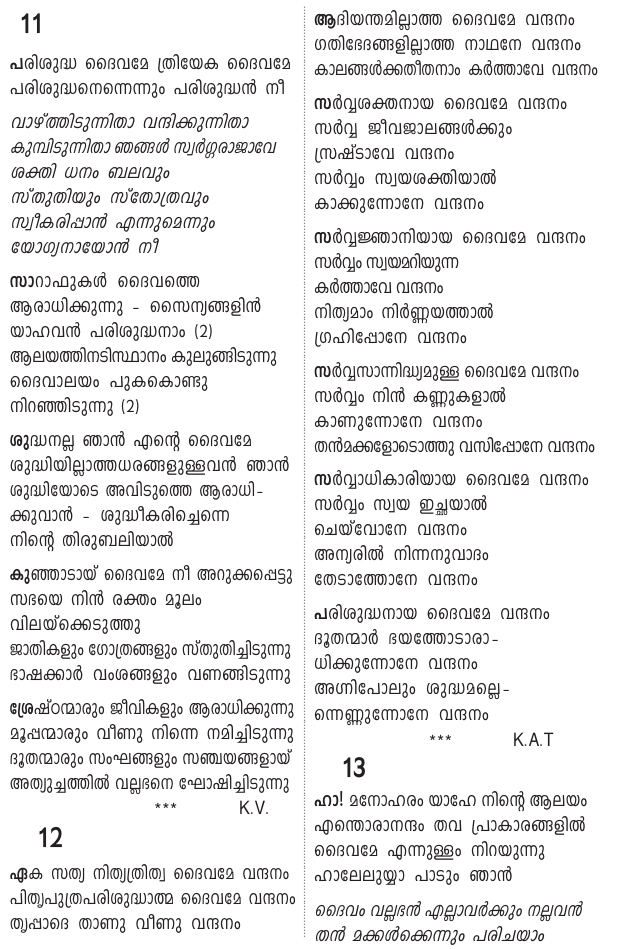 11
പരിശുദ്ധ ദൈവമേ ത്രിയേക ദൈവമേ
പരിശുദ്ധനെന്നെന്നും പരിശുദ്ധൻ നീ
വാഴ്ത്തിടുന്നിതാ വന്ദിക്കുന്നിതാ
കുമ്പിടുന്നിതാ ഞങ്ങൾ സ്വർഗ്ഗരാജാവേ
ശക്തി ധനം ബലവും
സ്തുതിയും സ്തോത്രവും
സ്വീകരിപ്പാൻ എന്നുമെന്നും
യോഗ്യനായോൻ നീ
സാറാഫുകൾ ദൈവത്തെ
ആരാധിക്കുന്നു - സൈന്യങ്ങളിൻ
യാഹവൻ പരിശുദ്ധനാം (2)
ആലയത്തിനടിസ്ഥാനം കുലുങ്ങിടുന്നു
ദൈവാലയം പുകകൊണ്ടു
നിറഞ്ഞിടുന്നു (2)
ശുദ്ധനല്ല ഞാൻ എന്റെ ദൈവമേ
ശുദ്ധിയില്ലാത്തധരങ്ങളുള്ളവൻ ഞാൻ
ശുദ്ധിയോടെ അവിടുത്തെ ആരാധി-
ക്കുവാൻ - ശുദ്ധീകരിച്ചെന്നെ
നിന്റെ തിരുബലിയാൽ
കുഞ്ഞാടായ് ദൈവമേ നീ അറുക്കപ്പെട്ടു
സഭയെ നിൻ രക്തം മൂലം
വിലയ്ക്കെടുത്തു
ജാതികളും ഗോത്രങ്ങളും സ്തുതിച്ചിടുന്നു
ഭാഷക്കാർ വംശങ്ങളും വണങ്ങിടുന്നു
ശ്രേഷ്ഠന്മാരും ജീവികളും ആരാധിക്കുന്നു
മൂപ്പന്മാരും വീണു നിന്നെ നമിച്ചിടുന്നു
ദൂതന്മാരും സംഘങ്ങളും സഞ്ചയങ്ങളായ്
അത്യുച്ചത്തിൽ വല്ലഭനെ ഘോഷിച്ചിടുന്നു
*** K.V.
12
ഏക സത്യ നിത്യത്രിത്വ ദൈവമേ വന്ദനം
പിതൃപുത്രപരിശുദ്ധാത്മ ദൈവമേ വന്ദനം
തൃപ്പാദെ താണു വീണു വന്ദനം
ആദിയന്തമില്ലാത്ത ദൈവമേ വന്ദനം
ഗതിഭേദങ്ങളില്ലാത്ത നാഥനേ വന്ദനം
കാലങ്ങൾക്കതീതനാം കർത്താവേ വന്ദനം
സർവ്വശക്തനായ ദൈവമേ വന്ദനം
സർവ്വ ജീവജാലങ്ങൾക്കും
സ്രഷ്ടാവേ വന്ദനം
സർവ്വം സ്വയശക്തിയാൽ
കാക്കുന്നോനേ വന്ദനം
സർവ്വജ്ഞാനിയായ ദൈവമേ വന്ദനം
സർവ്വം സ്വയമറിയുന്ന
കർത്താവേ വന്ദനം
നിത്യമാം നിർണ്ണയത്താൽ
ഗ്രഹിപ്പോനേ വന്ദനം
സർവ്വസാന്നിദ്ധ്യമുള്ള ദൈവമേ വന്ദനം
സർവ്വം നിൻ കണ്ണുകളാൽ
കാണുന്നോനേ വന്ദനം
തൻമക്കളോടൊത്തു വസിപ്പോനേ വന്ദനം
സർവ്വാധികാരിയായ ദൈവമേ വന്ദനം
സർവ്വം സ്വയ ഇച്ഛയാൽ
ചെയ്‌വോനേ വന്ദനം
അന്യരിൽ നിന്നനുവാദം
തേടാത്തോനേ വന്ദനം
പരിശുദ്ധനായ ദൈവമേ വന്ദനം
ദൂതന്മാർ ഭയത്തോടാരാ-
ധിക്കുന്നോനേ വന്ദനം
അഗ്നിപോലും ശുദ്ധമല്ലെ-
ന്നെണ്ണുന്നോനേ വന്ദനം
*** K.A.T
13
ഹാ! മനോഹരം യാഹേ നിന്റെ ആലയം
എന്തൊരാനന്ദം തവ പ്രാകാരങ്ങളിൽ
ദൈവമേ എന്നുള്ളം നിറയുന്നു
ഹാലേലുയ്യാ പാടും ഞാൻ
ദൈവം വല്ലഭൻ എല്ലാവർക്കും നല്ലവൻ
തൻ മക്കൾക്കെന്നും പരിചയാം